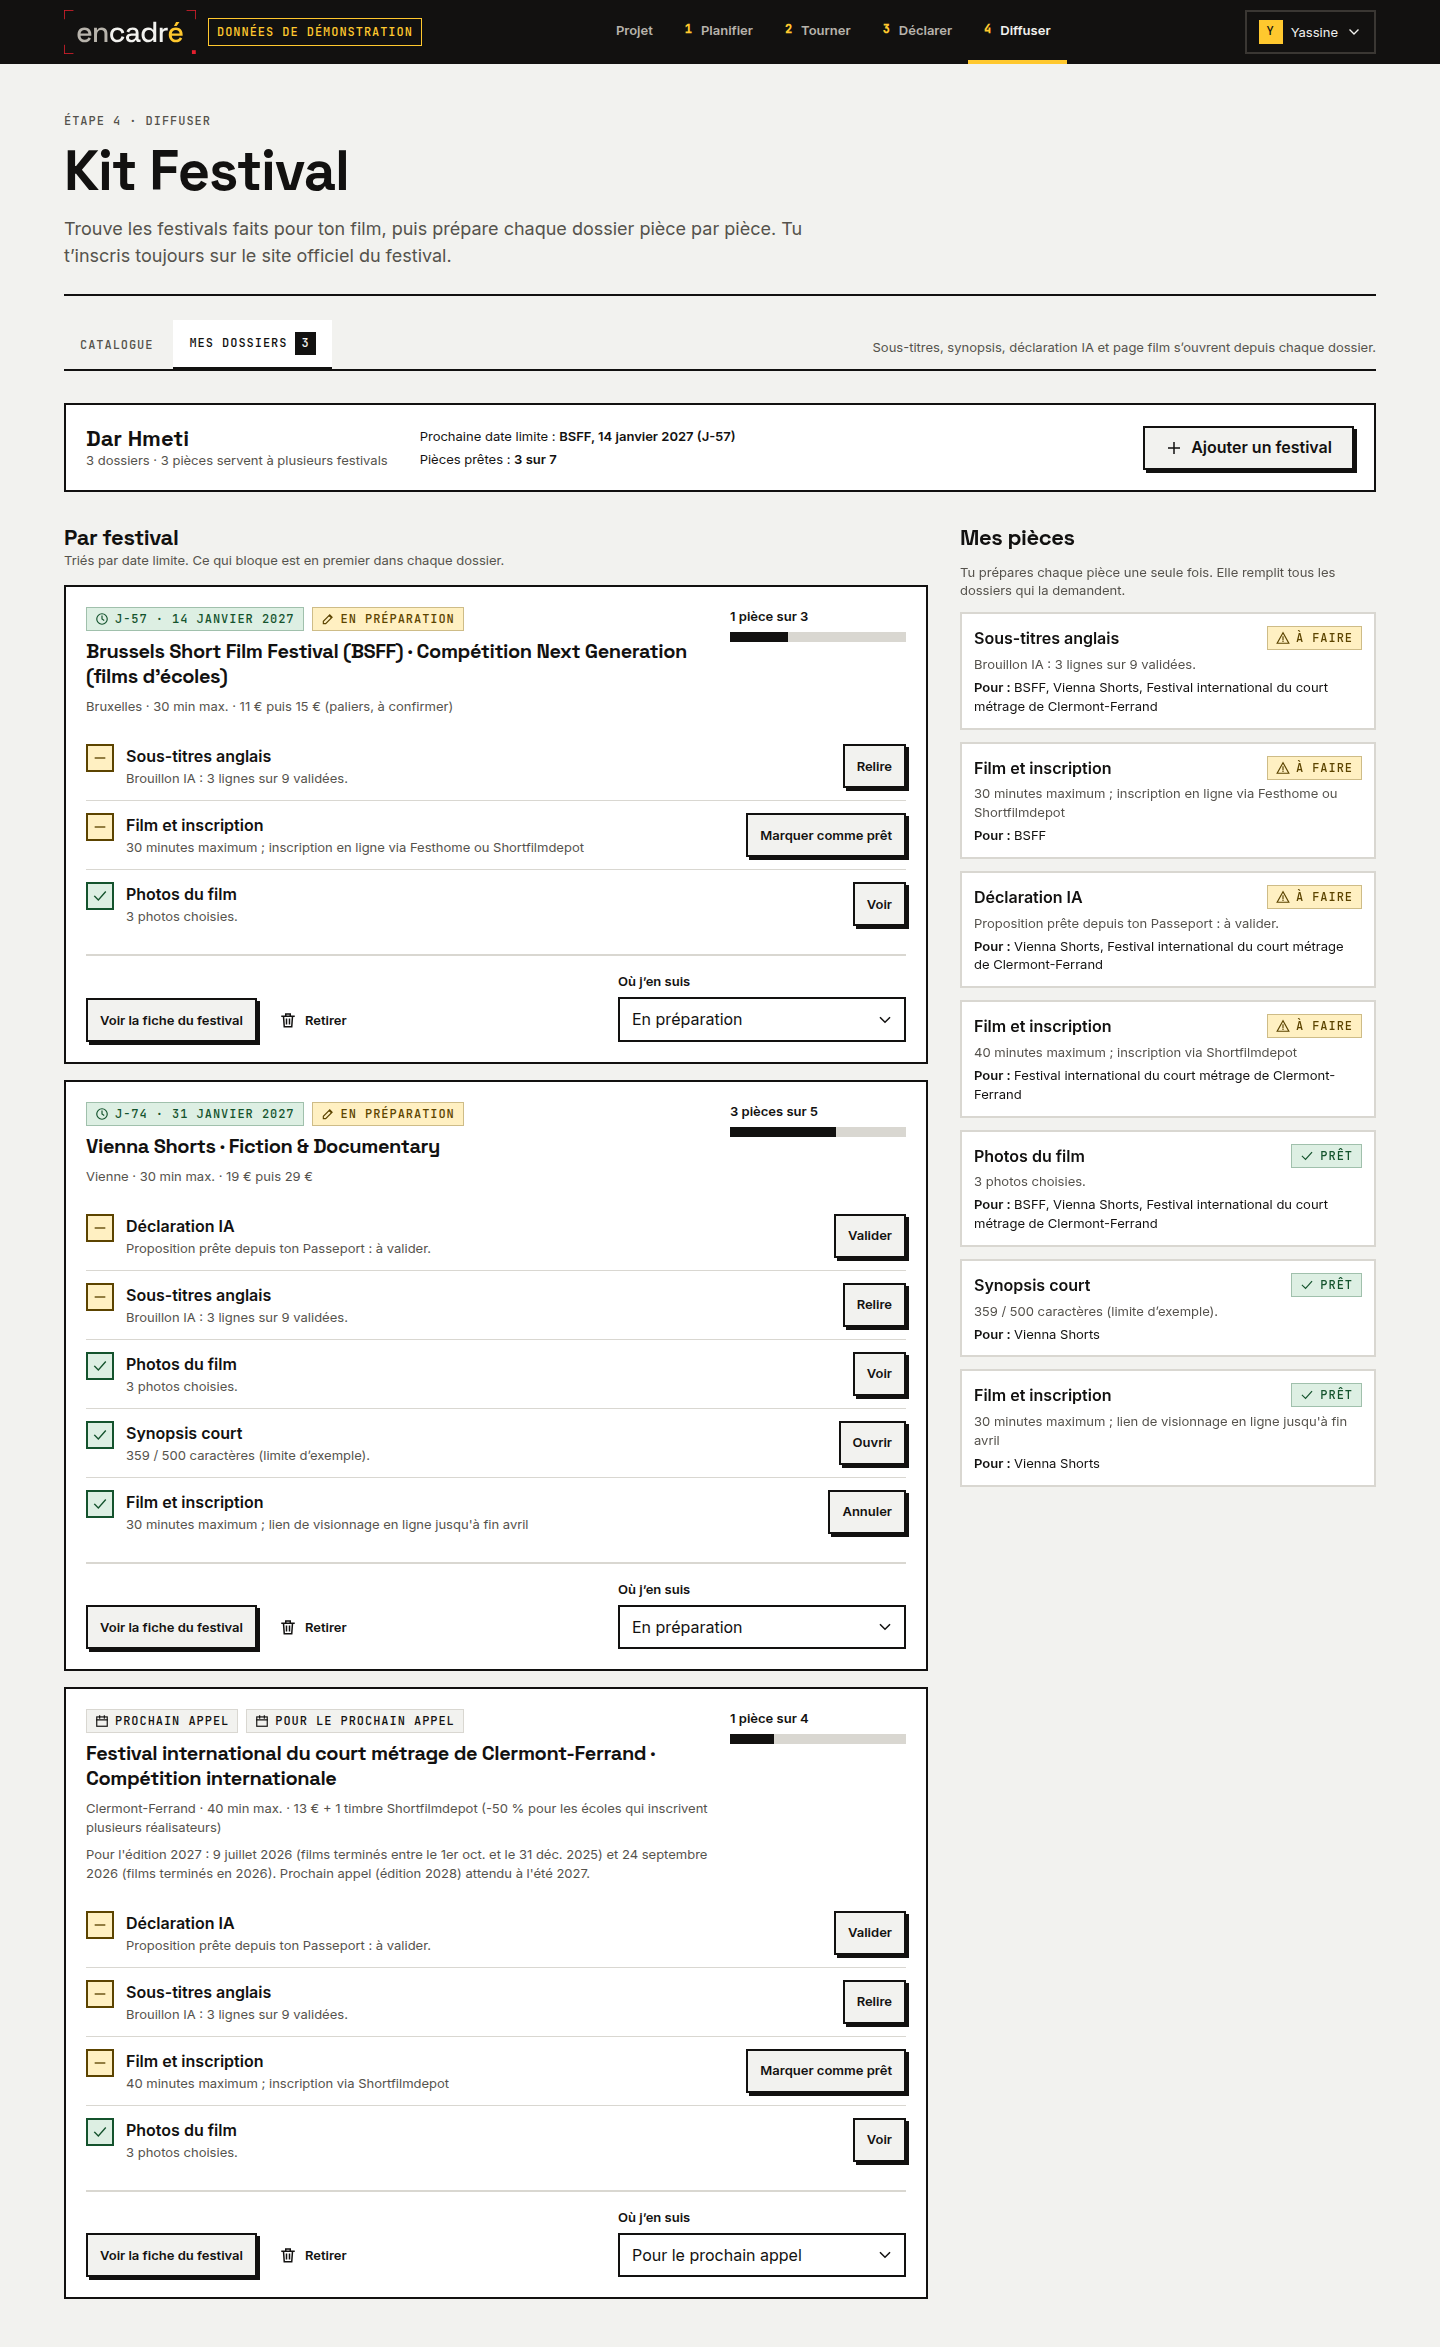 encadré
DONNÉES DE DÉMONSTRATION
Projet
1 Planifier
2 Tourner
3 Déclarer
4 Diffuser
Y Yassine
ÉTAPE 4 · DIFFUSER
Kit Festival
Trouve les festivals faits pour ton film, puis prépare chaque dossier pièce par pièce. Tu
t’inscris toujours sur le site officiel du festival.
CATALOGUE
MES DOSSIERS 3
Sous-titres, synopsis, déclaration IA et page film s’ouvrent depuis chaque dossier.
Dar Hmeti
3 dossiers · 3 pièces servent à plusieurs festivals
Prochaine date limite : BSFF, 14 janvier 2027 (J-57)
Pièces prêtes : 3 sur 7
Ajouter un festival
Par festival
Triés par date limite. Ce qui bloque est en premier dans chaque dossier.
J-57 · 14 JANVIER 2027
EN PRÉPARATION
1 pièce sur 3
Brussels Short Film Festival (BSFF) · Compétition Next Generation
(films d’écoles)
Bruxelles · 30 min max. · 11 € puis 15 € (paliers, à confirmer)
Sous-titres anglais
Brouillon IA : 3 lignes sur 9 validées.
Relire
Film et inscription
30 minutes maximum ; inscription en ligne via Festhome ou Shortfilmdepot
Marquer comme prêt
Photos du film
3 photos choisies.
Voir
Voir la fiche du festival
Retirer
Où j’en suis
En préparation
J-74 · 31 JANVIER 2027
EN PRÉPARATION
3 pièces sur 5
Vienna Shorts · Fiction & Documentary
Vienne · 30 min max. · 19 € puis 29 €
Déclaration IA
Proposition prête depuis ton Passeport : à valider.
Valider
Sous-titres anglais
Brouillon IA : 3 lignes sur 9 validées.
Relire
Photos du film
3 photos choisies.
Voir
Synopsis court
359 / 500 caractères (limite d’exemple).
Ouvrir
Film et inscription
30 minutes maximum ; lien de visionnage en ligne jusqu'à fin avril
Annuler
Voir la fiche du festival
Retirer
Où j’en suis
En préparation
PROCHAIN APPEL
POUR LE PROCHAIN APPEL
1 pièce sur 4
Festival international du court métrage de Clermont-Ferrand ·
Compétition internationale
Clermont-Ferrand · 40 min max. · 13 € + 1 timbre Shortfilmdepot (-50 % pour les écoles qui inscrivent
plusieurs réalisateurs)
Pour l'édition 2027 : 9 juillet 2026 (films terminés entre le 1er oct. et le 31 déc. 2025) et 24 septembre
2026 (films terminés en 2026). Prochain appel (édition 2028) attendu à l'été 2027.
Déclaration IA
Proposition prête depuis ton Passeport : à valider.
Valider
Sous-titres anglais
Brouillon IA : 3 lignes sur 9 validées.
Relire
Film et inscription
40 minutes maximum ; inscription via Shortfilmdepot
Marquer comme prêt
Photos du film
3 photos choisies.
Voir
Voir la fiche du festival
Retirer
Où j’en suis
Pour le prochain appel
Mes pièces
Tu prépares chaque pièce une seule fois. Elle remplit tous les
dossiers qui la demandent.
Sous-titres anglais
À FAIRE
Brouillon IA : 3 lignes sur 9 validées.
Pour : BSFF, Vienna Shorts, Festival international du court
métrage de Clermont-Ferrand
Film et inscription
À FAIRE
30 minutes maximum ; inscription en ligne via Festhome ou
Shortfilmdepot
Pour : BSFF
Déclaration IA
À FAIRE
Proposition prête depuis ton Passeport : à valider.
Pour : Vienna Shorts, Festival international du court métrage
de Clermont-Ferrand
Film et inscription
À FAIRE
40 minutes maximum ; inscription via Shortfilmdepot
Pour : Festival international du court métrage de Clermont-
Ferrand
Photos du film
PRÊT
3 photos choisies.
Pour : BSFF, Vienna Shorts, Festival international du court
métrage de Clermont-Ferrand
Synopsis court
PRÊT
359 / 500 caractères (limite d’exemple).
Pour : Vienna Shorts
Film et inscription
PRÊT
30 minutes maximum ; lien de visionnage en ligne jusqu'à fin
avril
Pour : Vienna Shorts